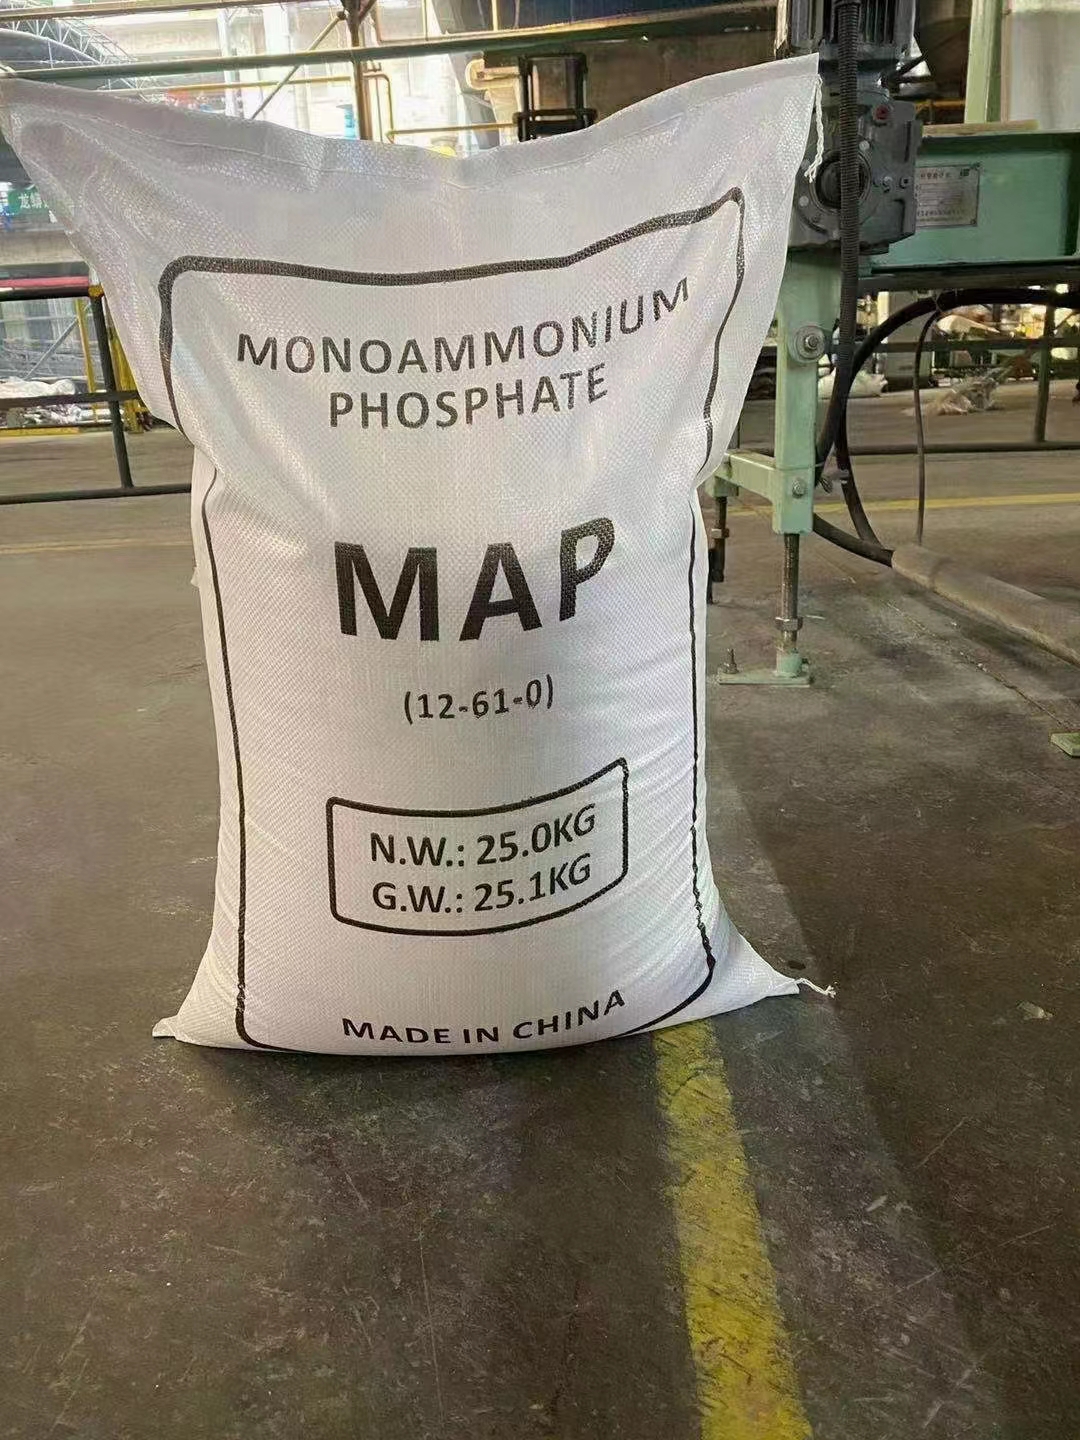 MONOAMMONIUM
PHOSPHATE
MAP
(12-61-0)
N.W.: 25.0KG
G.W.: 25.1KG
MADE IN CHINA